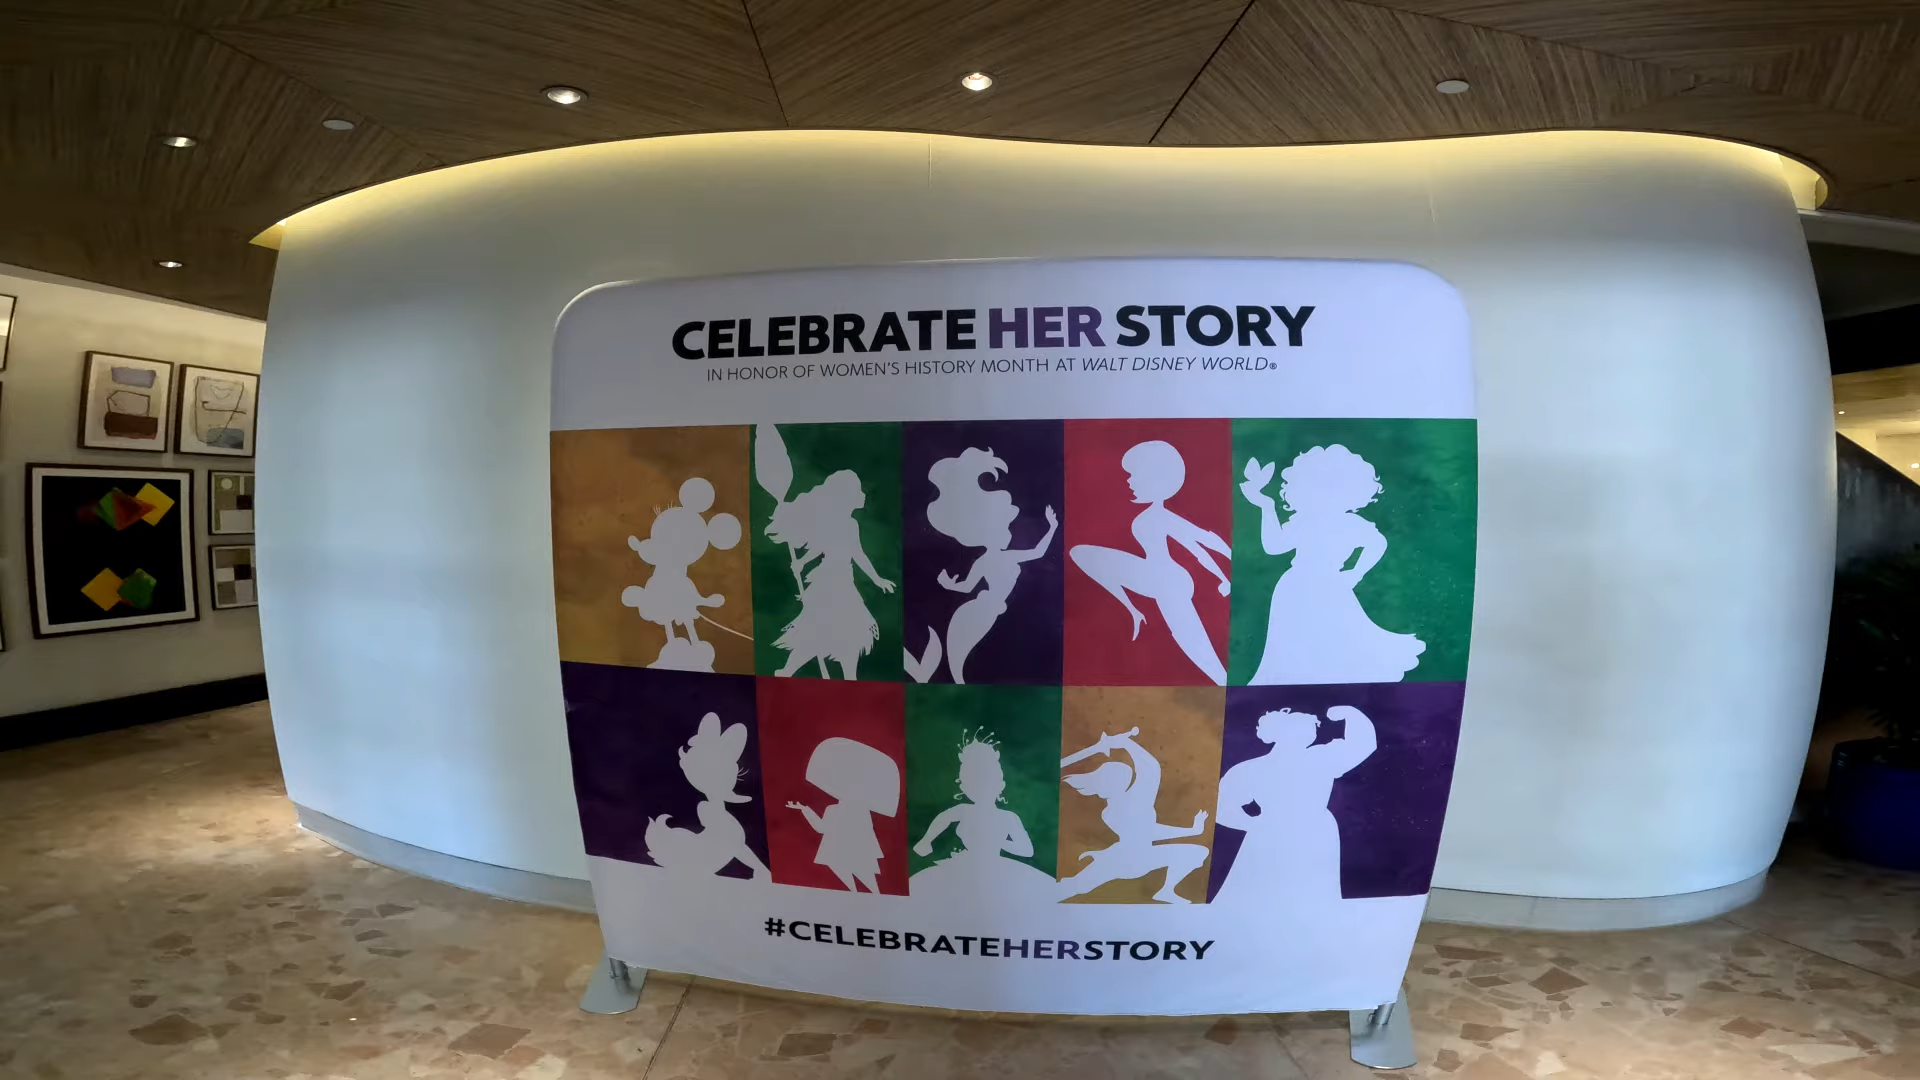 CELEBRATE HER STORY
IN HONOR OF WOMEN'S HISTORY MONTH AT WALT DISNEY WORLD®
#CELEBRATEHERSTORY